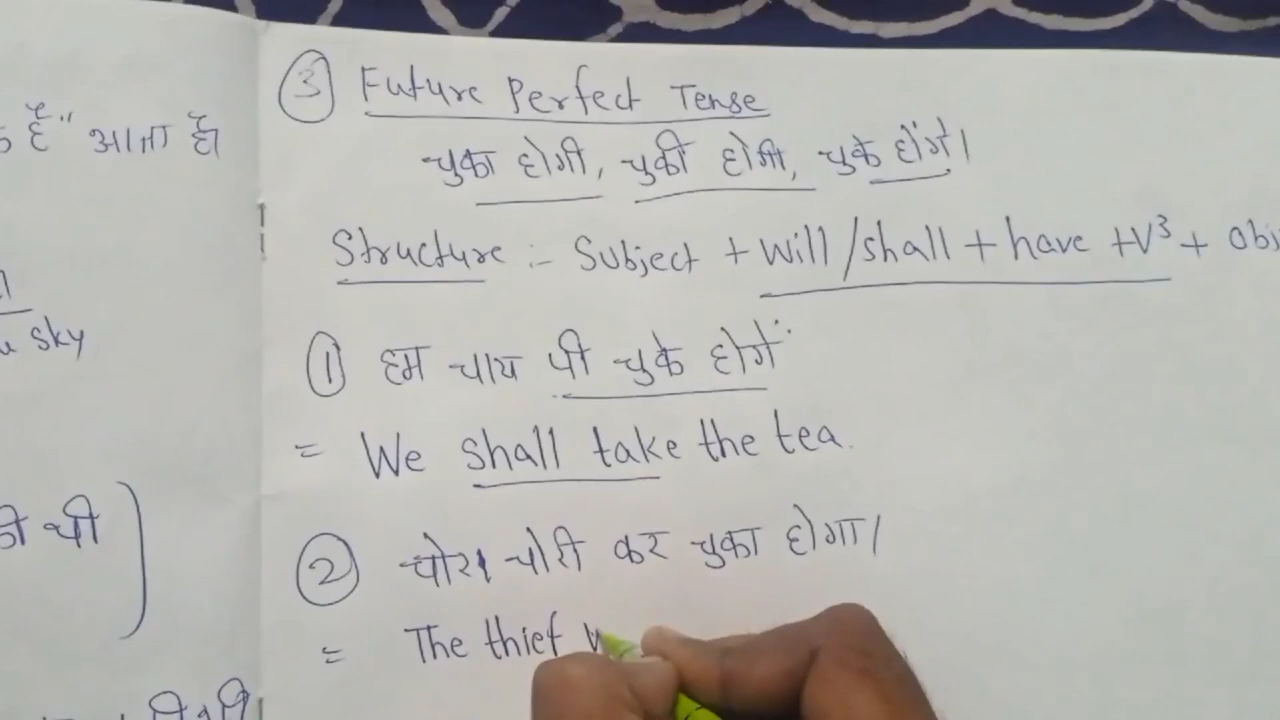 है" आता है।
sky
थी
③ Future Perfect Tense
चुका होगी, चुकी होगी, चुके होंगे।
Structure :- Subject + will/shall + have +V³ + Obj
① हम चाय पी चुके होगें
= We shall take the tea.
② चोर चोरी कर चुका होगा।
= The thief w